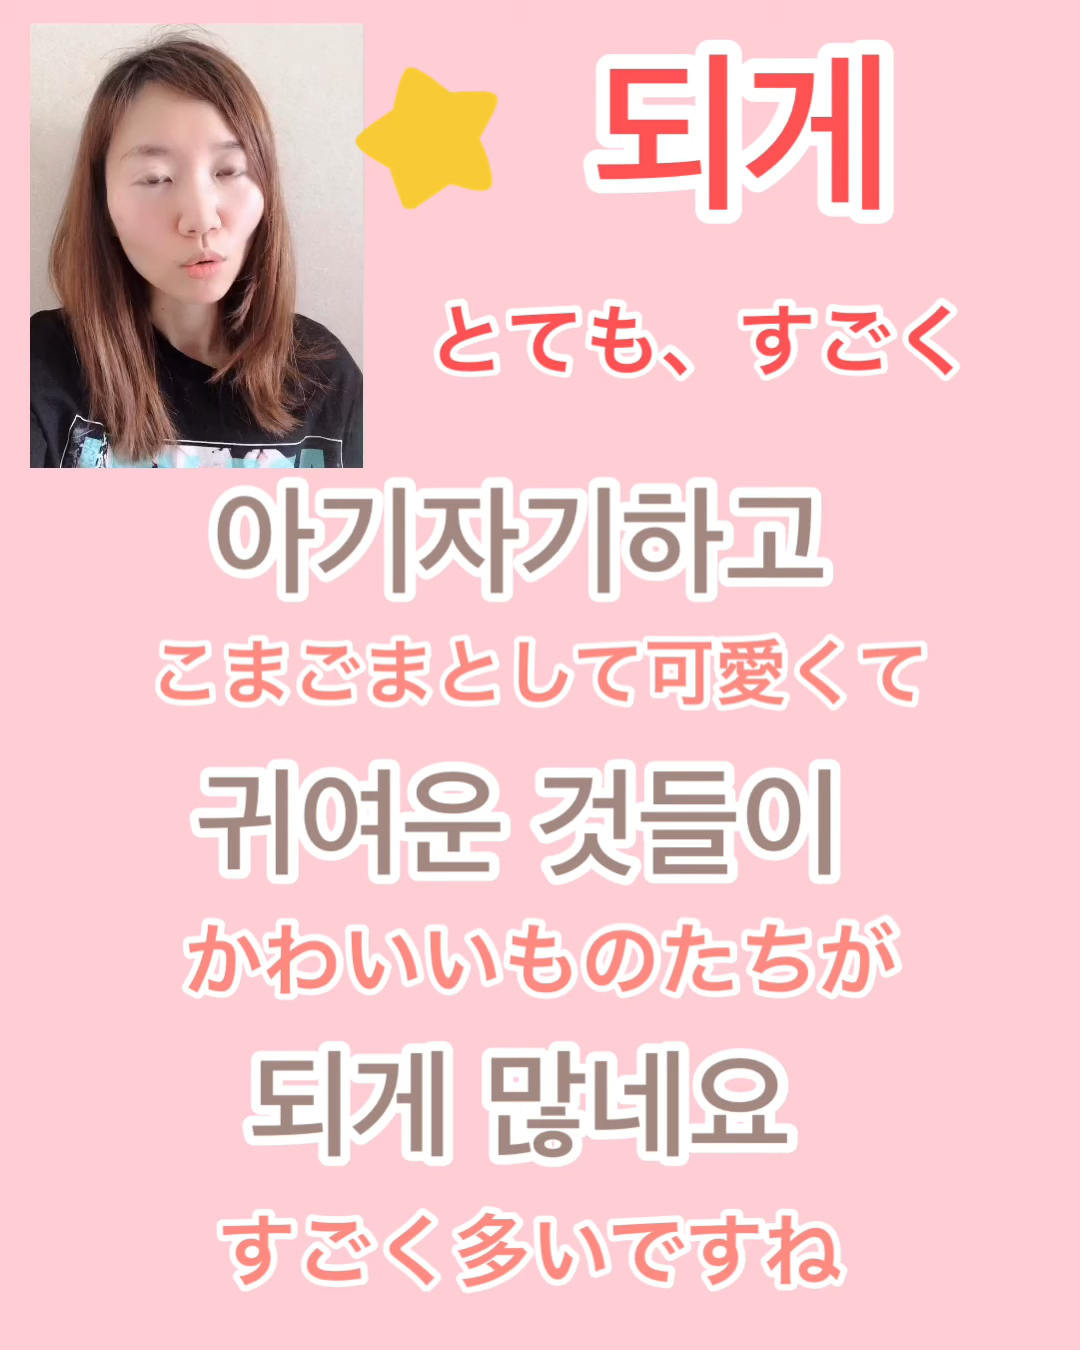 되게
とても、すごく
아기자기하고
こまごまとして可愛くて
귀여운 것들이
かわいいものたちが
되게 많네요
すごく多いですね